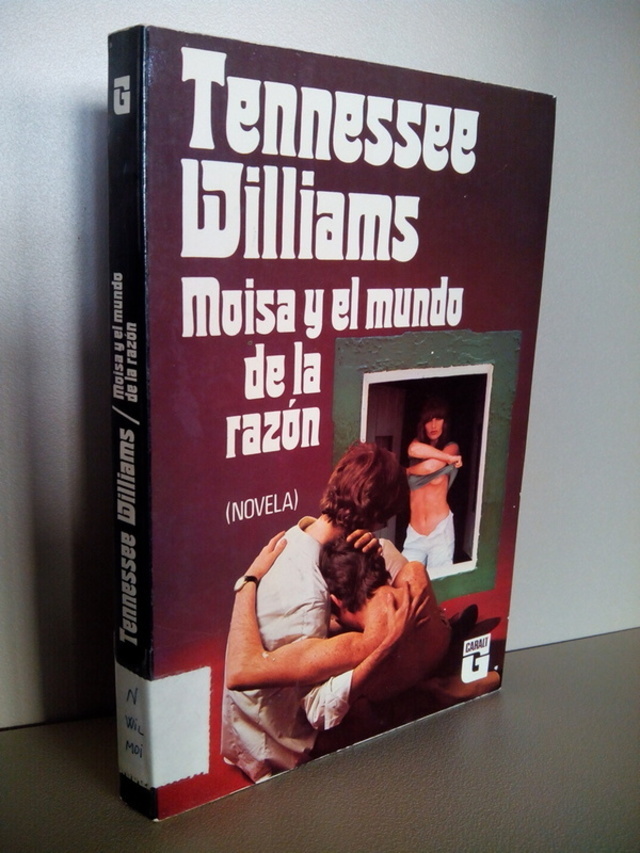 Tennessee
Williams
Moisa y el mundo
de la
razón
(NOVELA)
CARALT
Tennessee Williams / Moisa y el mundo
de la razón
N
WIL
MOI